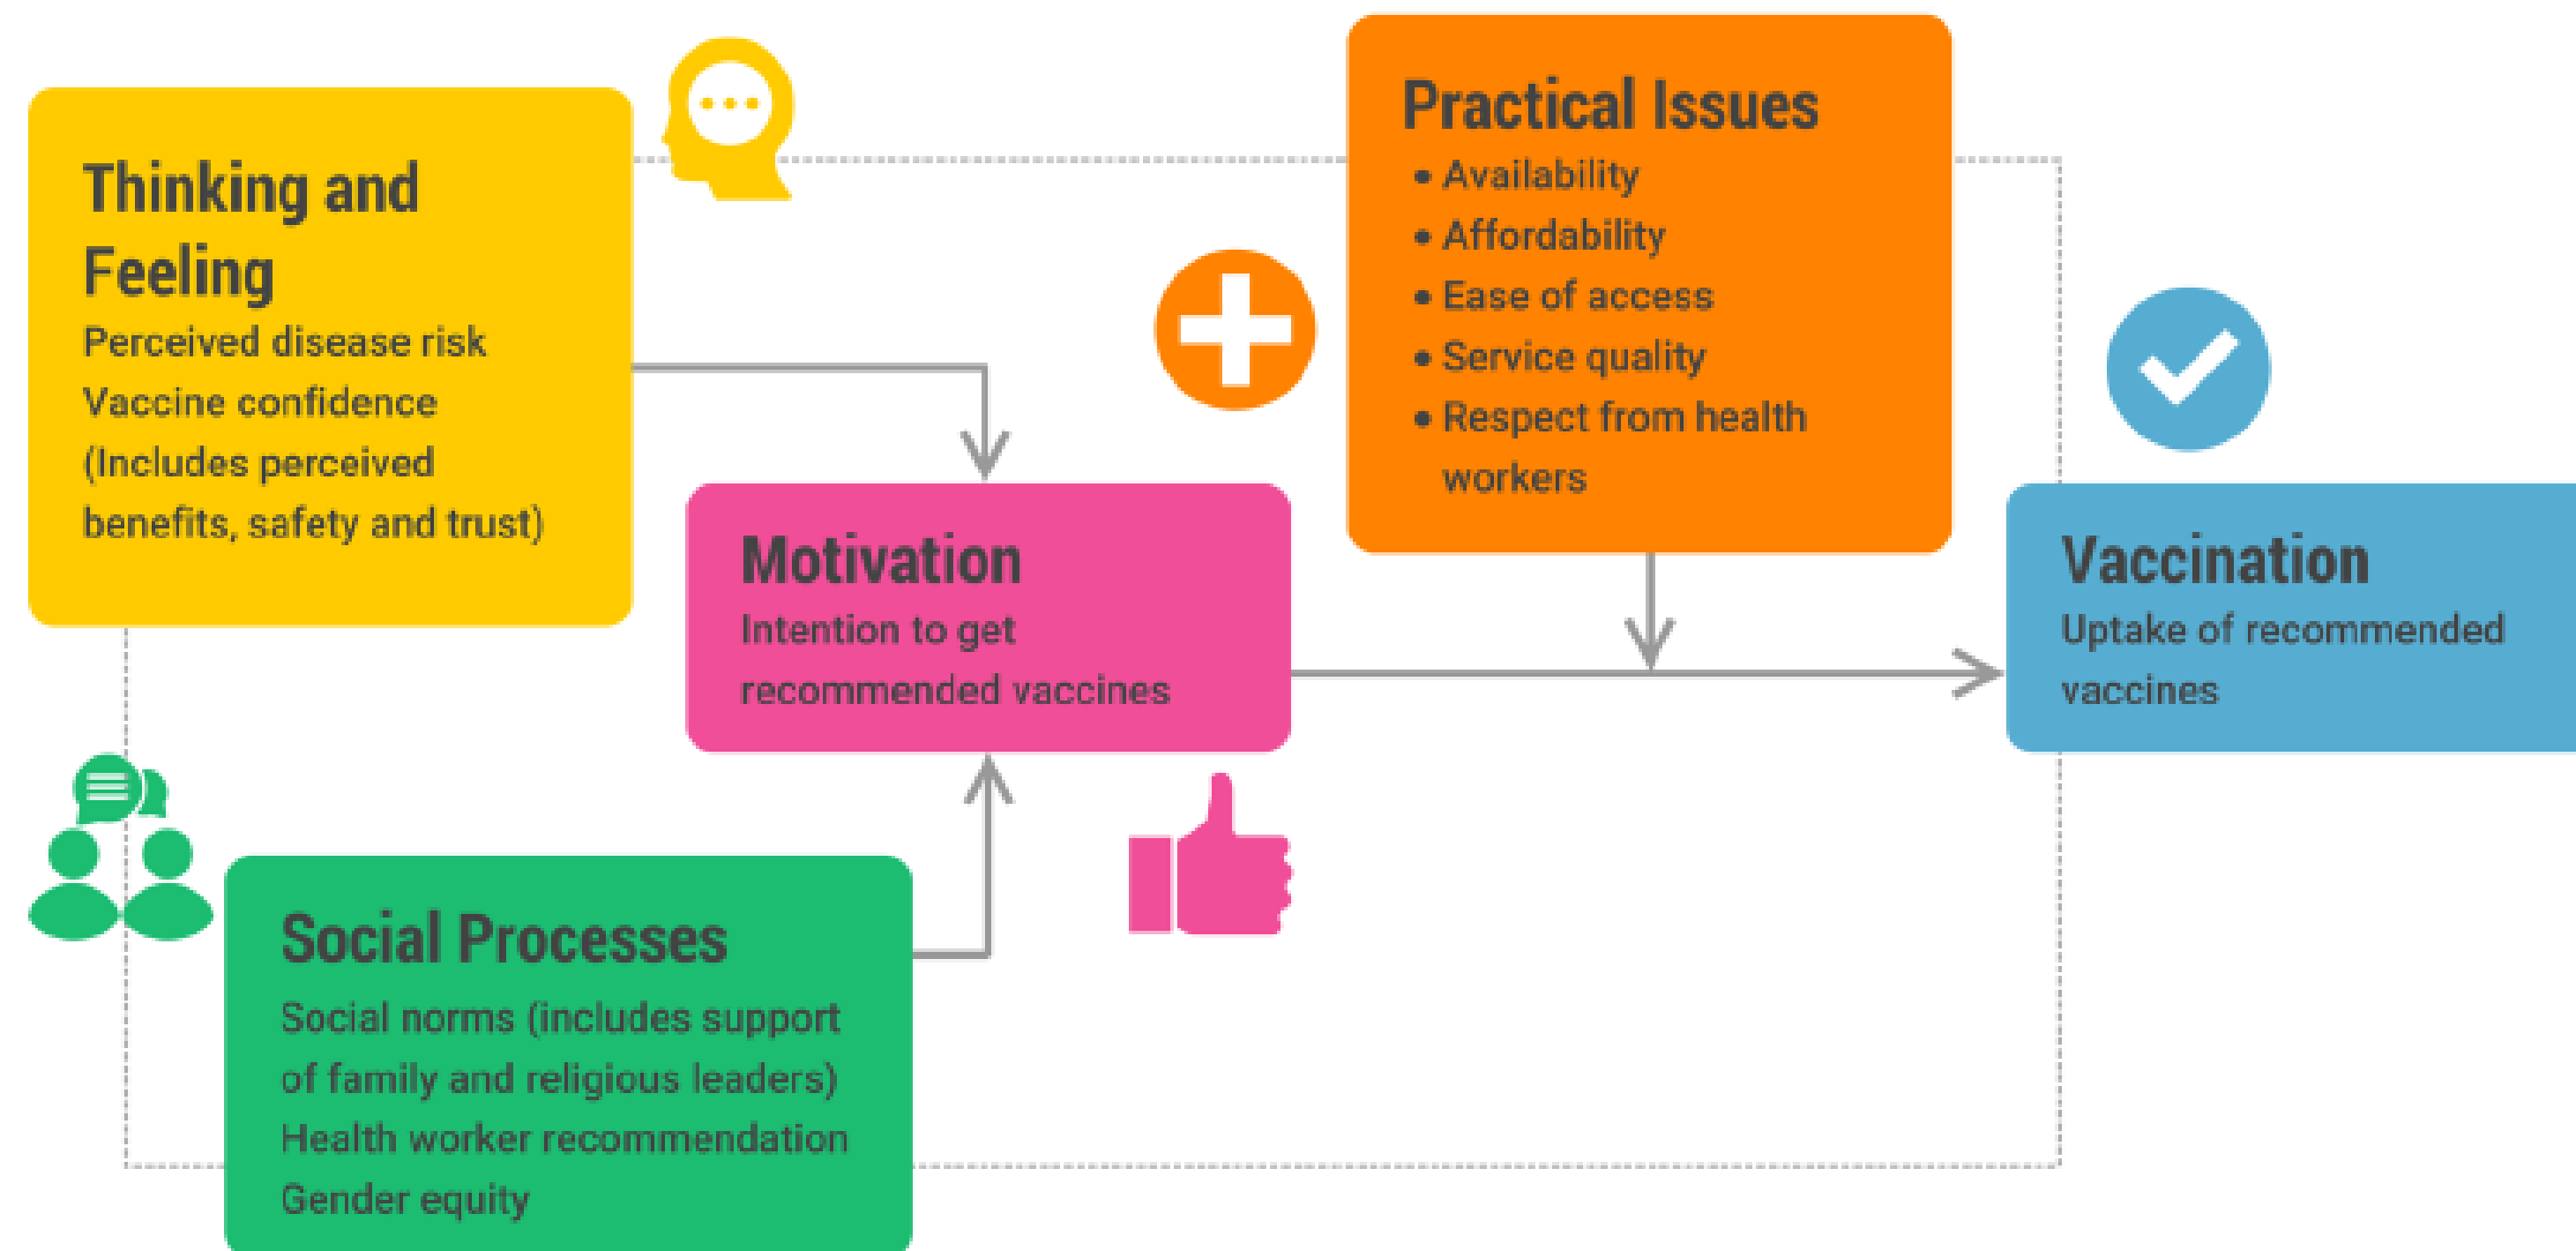 Thinking and
Feeling
Perceived disease risk
Vaccine confidence
(Includes perceived
benefits, safety and trust)
Social Processes
Social norms (includes support
of family and religious leaders)
Health worker recommendation
Gender equity
Motivation
Intention to get
recommended vaccines
Practical Issues
• Availability
• Affordability
• Ease of access
• Service quality
• Respect from health
workers
Vaccination
Uptake of recommended
vaccines